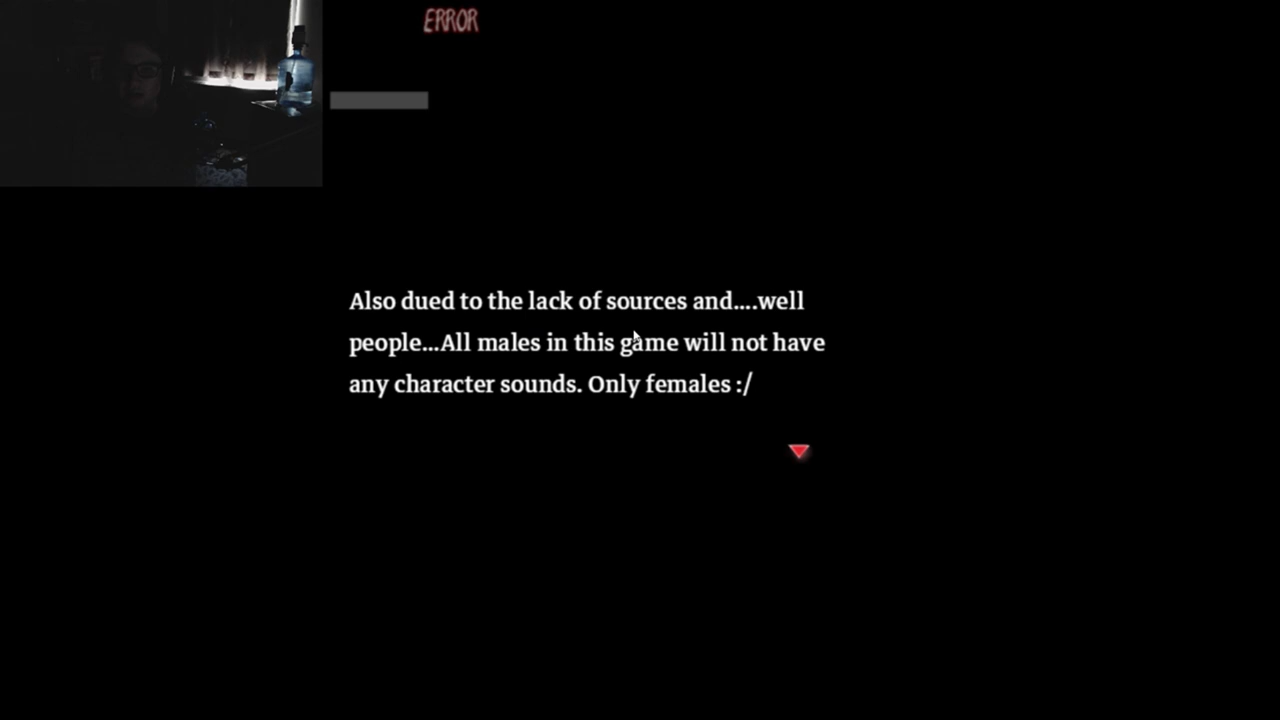 ERROR
Also dued to the lack of sources and....well
people...All males in this game will not have
any character sounds. Only females :/